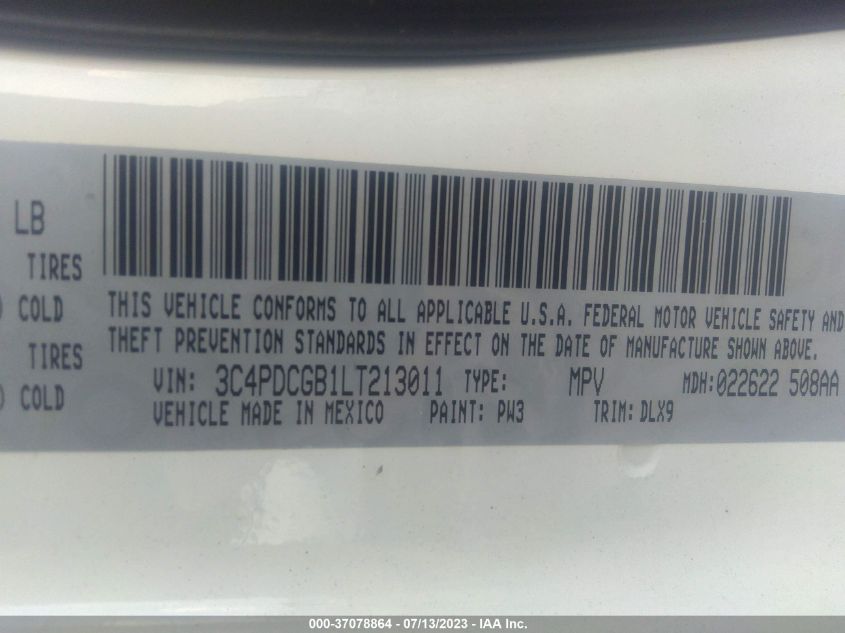 LB
TIRES
COLD
TIRES
COLD
THIS VEHICLE CONFORMS TO ALL APPLICABLE U.S.A. FEDERAL MOTOR VEHICLE SAFETY AND
THEFT PREVENTION STANDARDS IN EFFECT ON THE DATE OF MANUFACTURE SHOWN ABOVE.
VIN: 3C4PDCGB1LT213011 TYPE: MPV MDH:022622 508AA
VEHICLE MADE IN MEXICO PAINT: PW3 TRIM: DLX9
000-37078864 / 07/13/2023 - IAA Inc.